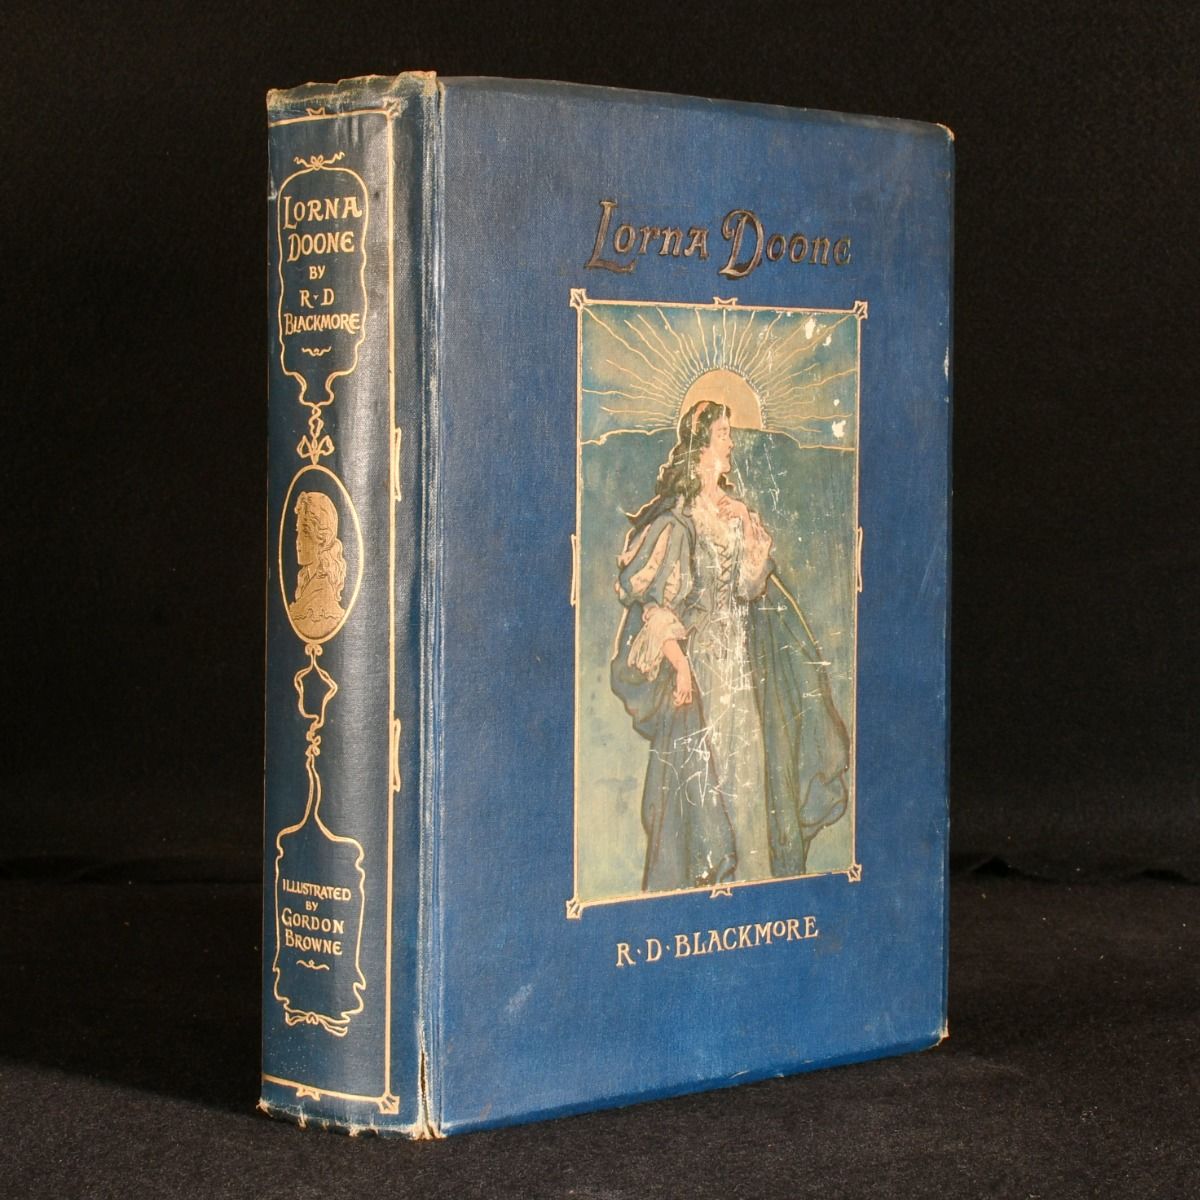 LORNA
DOONE
BY
R·D
BLACKMORE
ILLUSTRATED
BY
GORDON
BROWNE
Lorna Doone
R·D·BLACKMORE